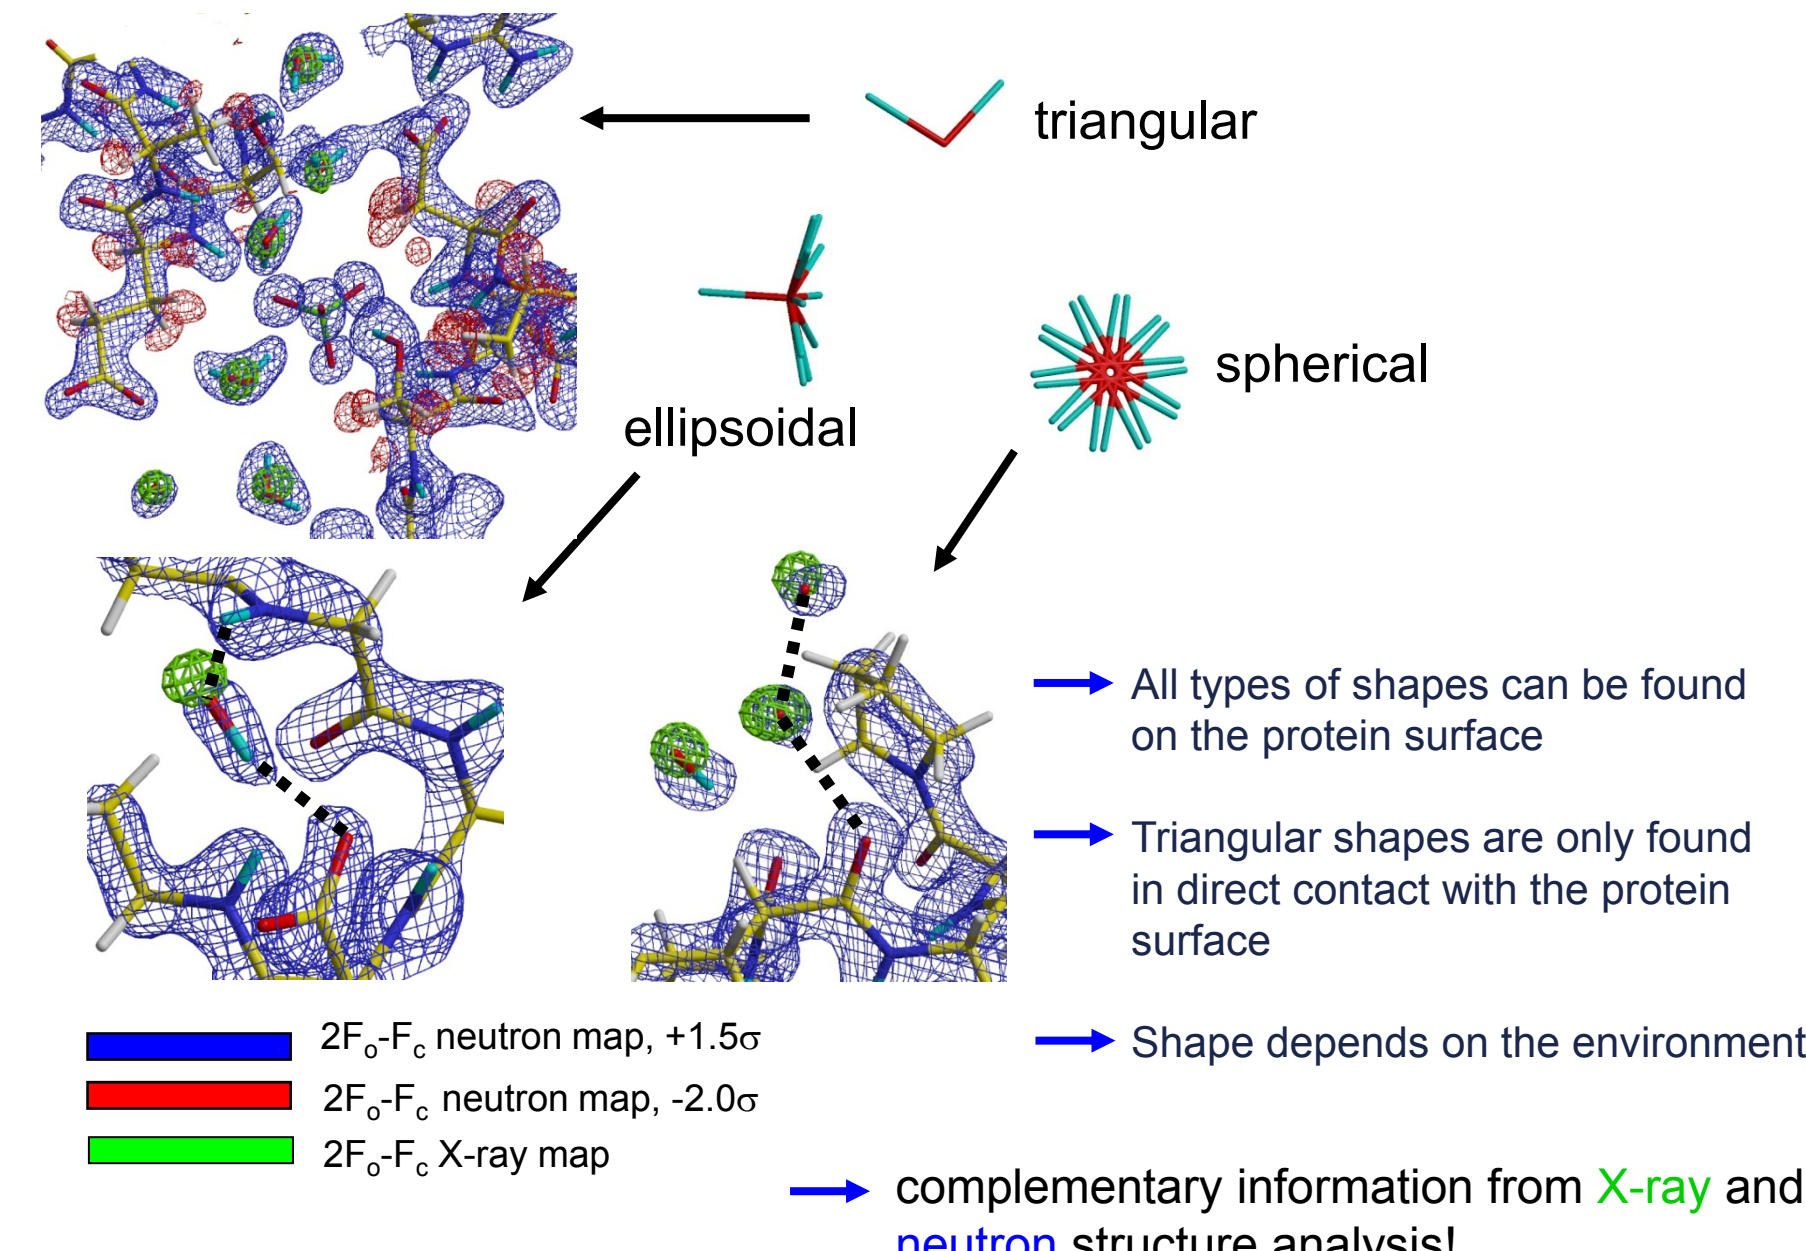 triangular
spherical
ellipsoidal
All types of shapes can be found
on the protein surface
Triangular shapes are only found
in direct contact with the protein
surface
2Fo-Fc neutron map, +1.5σ
Shape depends on the environment
2Fo-Fc neutron map, -2.0σ
2Fo-Fc X-ray map
complementary information from X-ray and
neutron structure analysis!